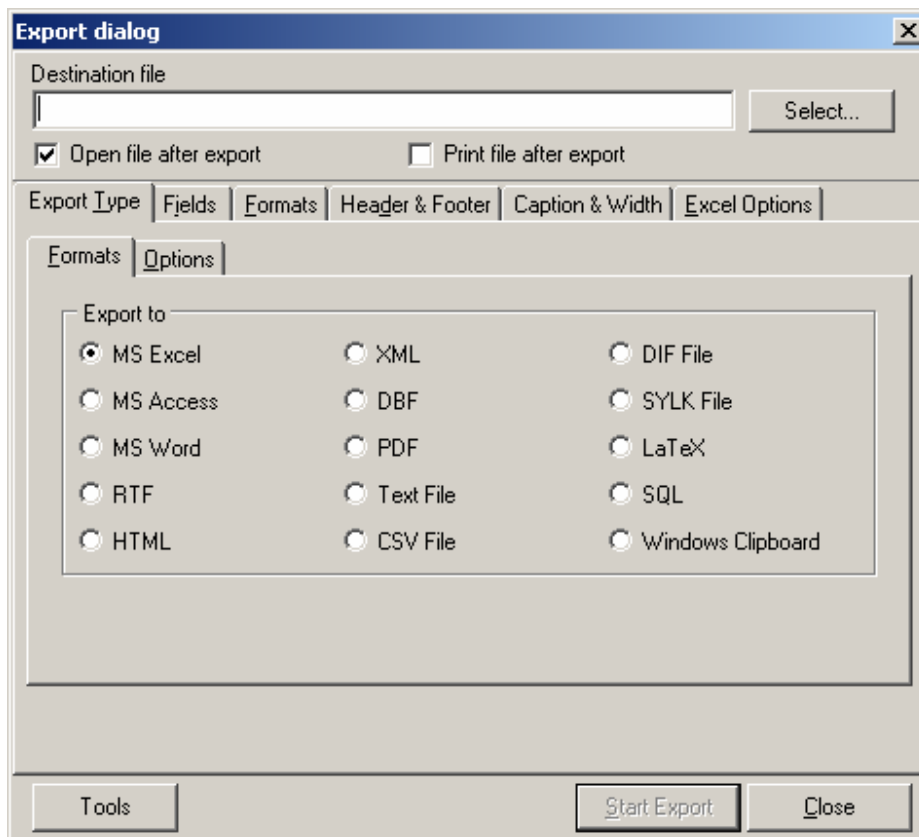 Export dialog
Destination file
Select...
Open file after export Print file after export
Export Type Fields Formats Header & Footer Caption & Width Excel Options
Formats Options
Export to
MS Excel XML DIF File
MS Access DBF SYLK File
MS Word PDF LaTeX
RTF Text File SQL
HTML CSV File Windows Clipboard
Tools Start Export Close